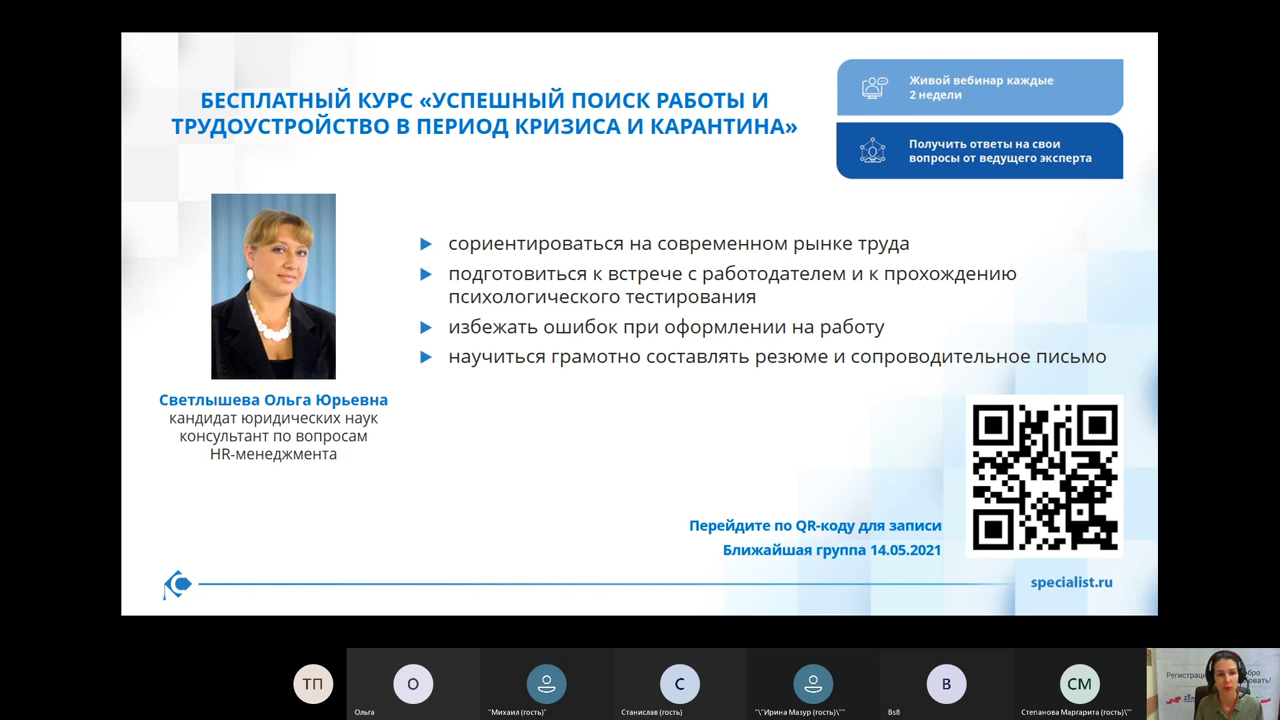 БЕСПЛАТНЫЙ КУРС «УСПЕШНЫЙ ПОИСК РАБОТЫ И
ТРУДОУСТРОЙСТВО В ПЕРИОД КРИЗИСА И КАРАНТИНА»
Живой вебинар каждые
2 недели
Получить ответы на свои
вопросы от ведущего эксперта
сориентироваться на современном рынке труда
подготовиться к встрече с работодателем и к прохождению
психологического тестирования
избежать ошибок при оформлении на работу
научиться грамотно составлять резюме и сопроводительное письмо
Светлышева Ольга Юрьевна
кандидат юридических наук
консультант по вопросам
HR-менеджмента
Перейдите по QR-коду для записи
Ближайшая группа 14.05.2021
specialist.ru
ТП
О
С
В
СМ
Ольга
"Михаил (гость)"
Станислав (гость)
"\"Ирина Мазур (гость)\""
Bs8
Степанова Маргарита (гость)\""